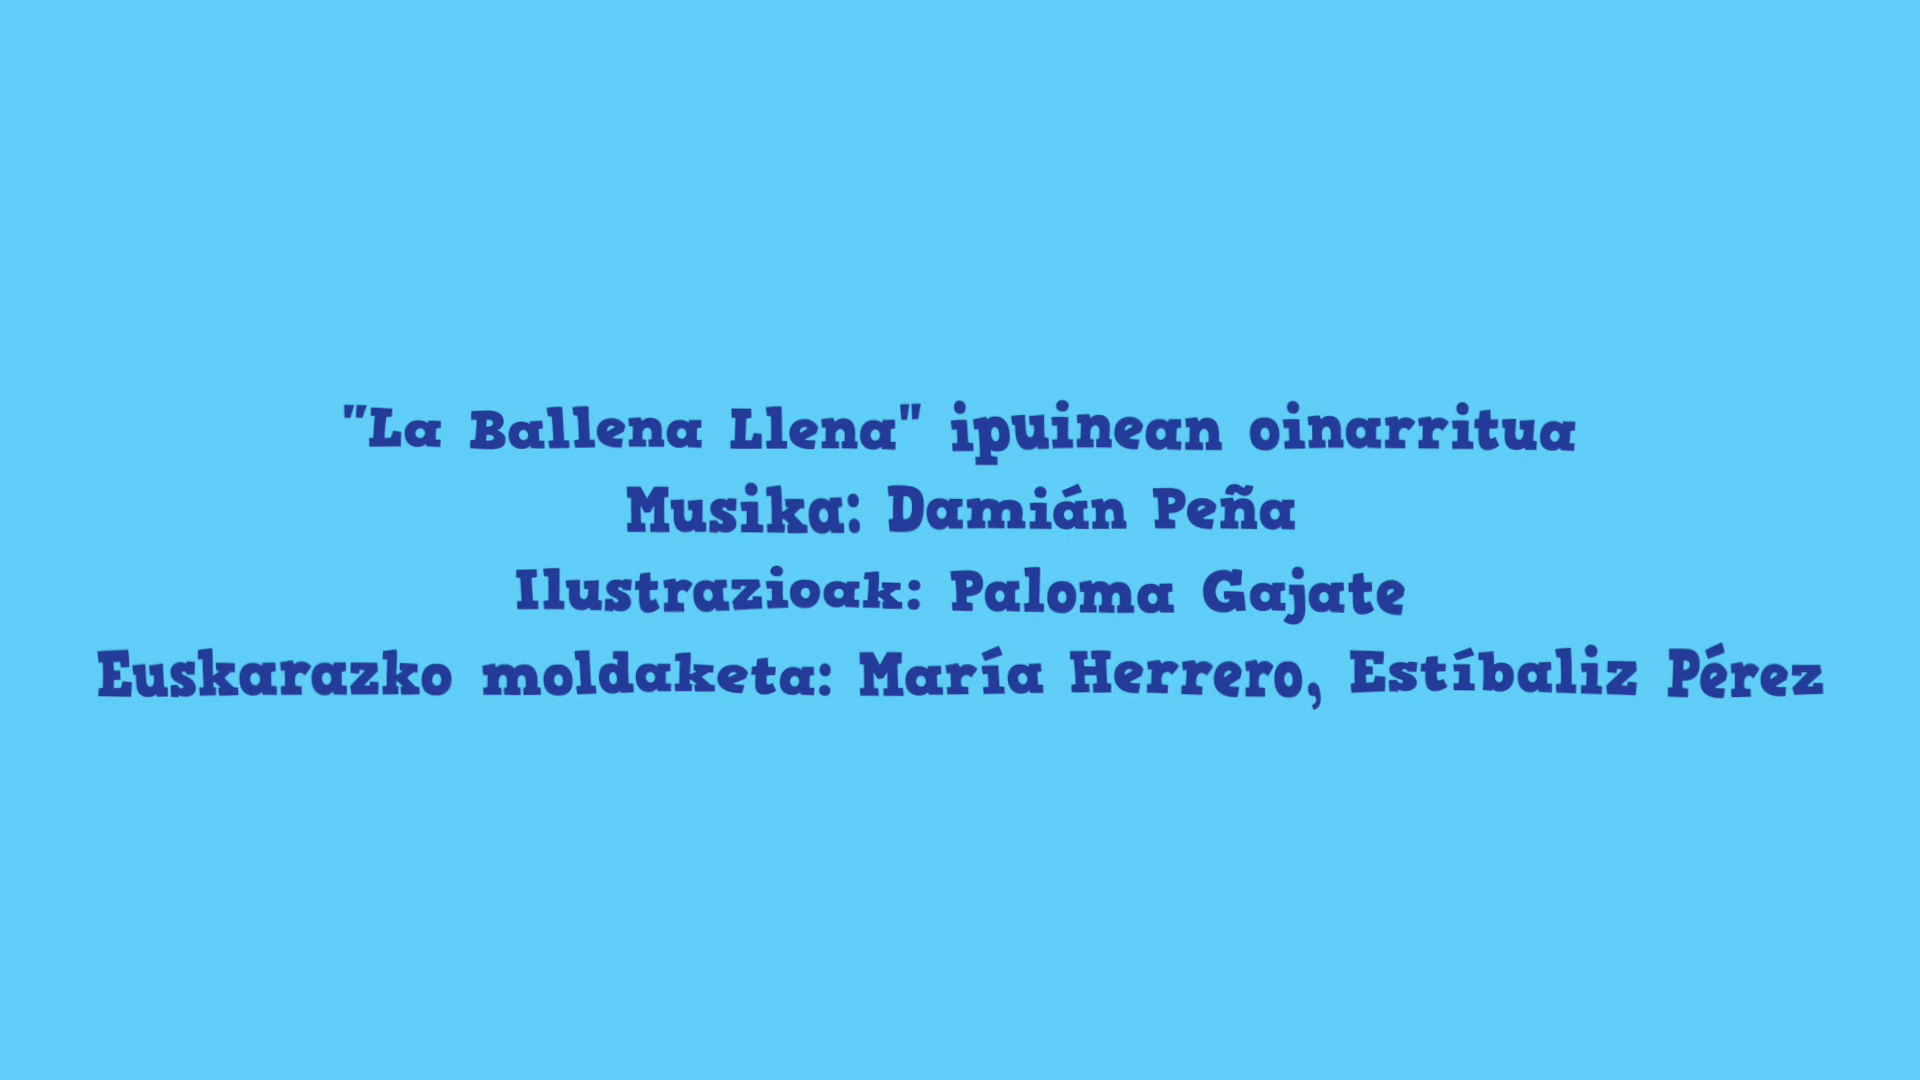 "La Ballena Llena" ipuinean oinarritua
Musika: Damián Peña
Ilustrazioak: Paloma Gajate
Euskarazko moldaketa: María Herrero, Estíbaliz Pérez